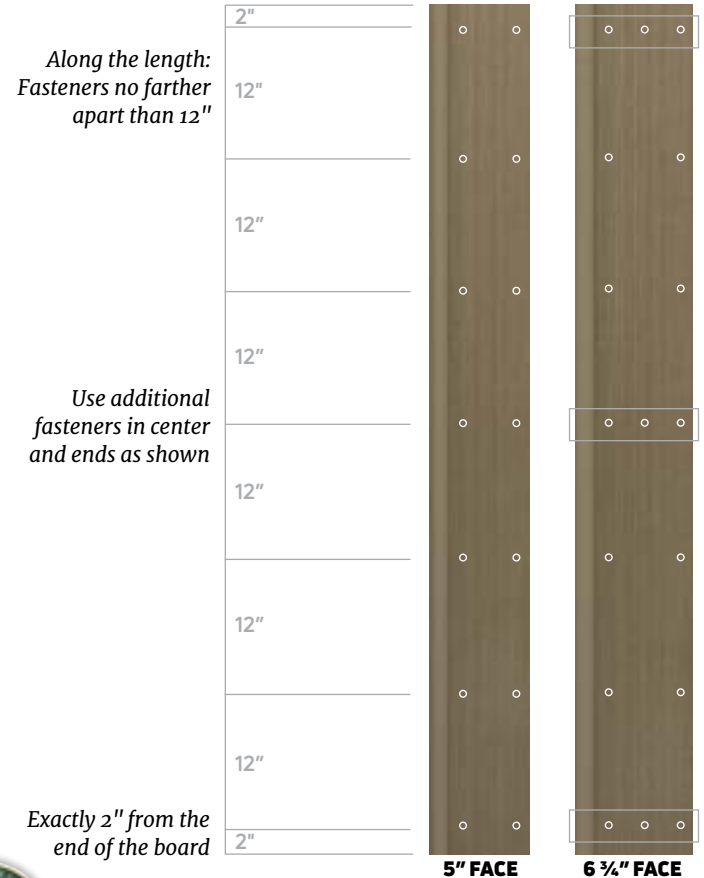 2"
Along the length:
Fasteners no farther
apart than 12"
12"
12"
12"
Use additional
fasteners in center
and ends as shown
12"
12"
12"
Exactly 2" from the
end of the board
2"
5" FACE
6 ¾" FACE